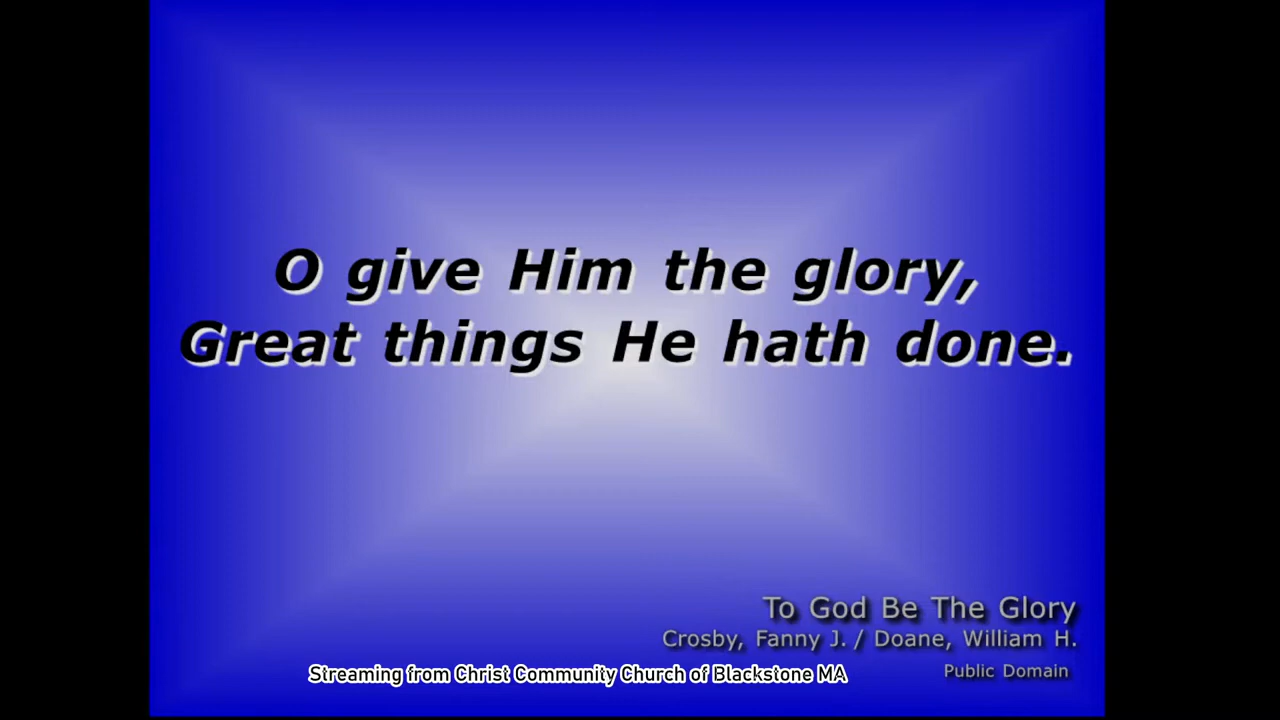 O give Him the glory,
Great things He hath done.
To God Be The Glory
Crosby, Fanny J. / Doane, William H.
Streaming from Christ Community Church of Blackstone MA
Public Domain